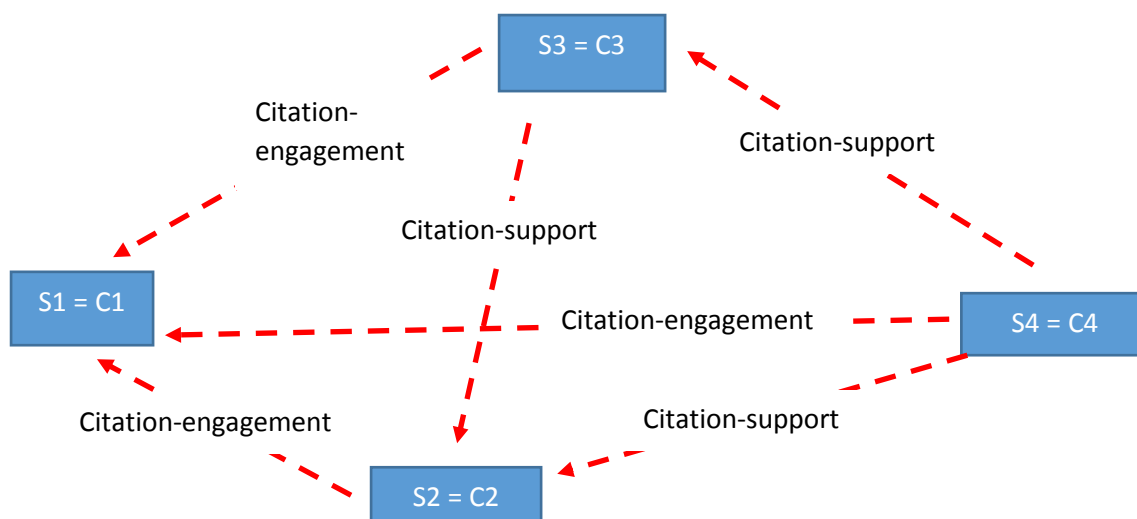 S3 = C3
Citation-
engagement
Citation-support
Citation-support
S1 = C1
Citation-engagement
S4 = C4
Citation-engagement
Citation-support
S2 = C2